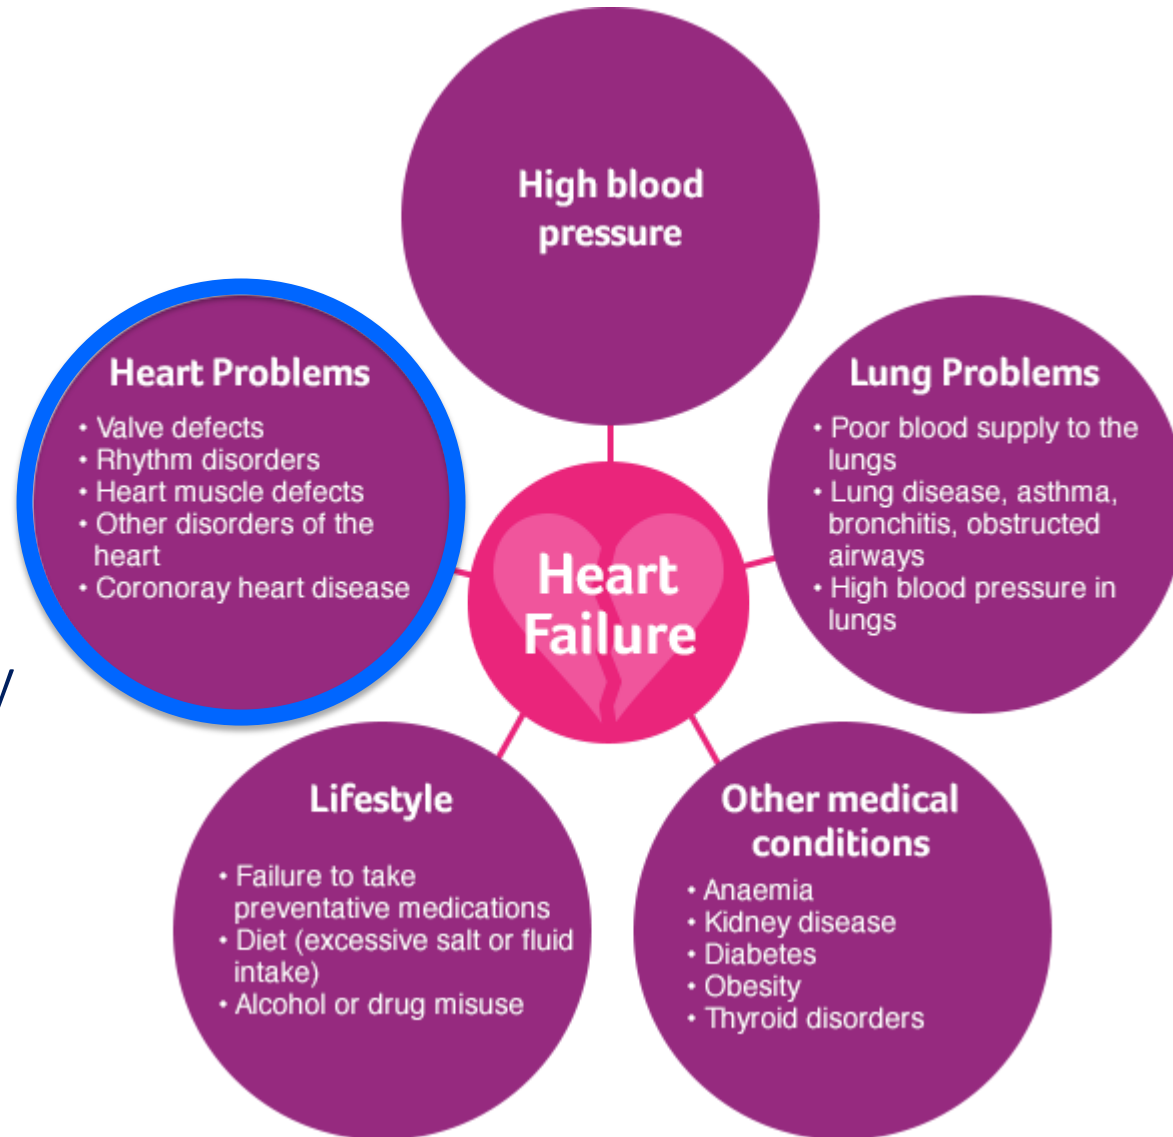 High blood
pressure
Heart Problems
• Valve defects
• Rhythm disorders
• Heart muscle defects
• Other disorders of the
heart
• Coronoray heart disease
Lung Problems
• Poor blood supply to the
lungs
• Lung disease, asthma,
bronchitis, obstructed
airways
• High blood pressure in
lungs
Heart
Failure
Lifestyle
• Failure to take
preventative medications
• Diet (excessive salt or fluid
intake)
• Alcohol or drug misuse
Other medical
conditions
• Anaemia
• Kidney disease
• Diabetes
• Obesity
• Thyroid disorders